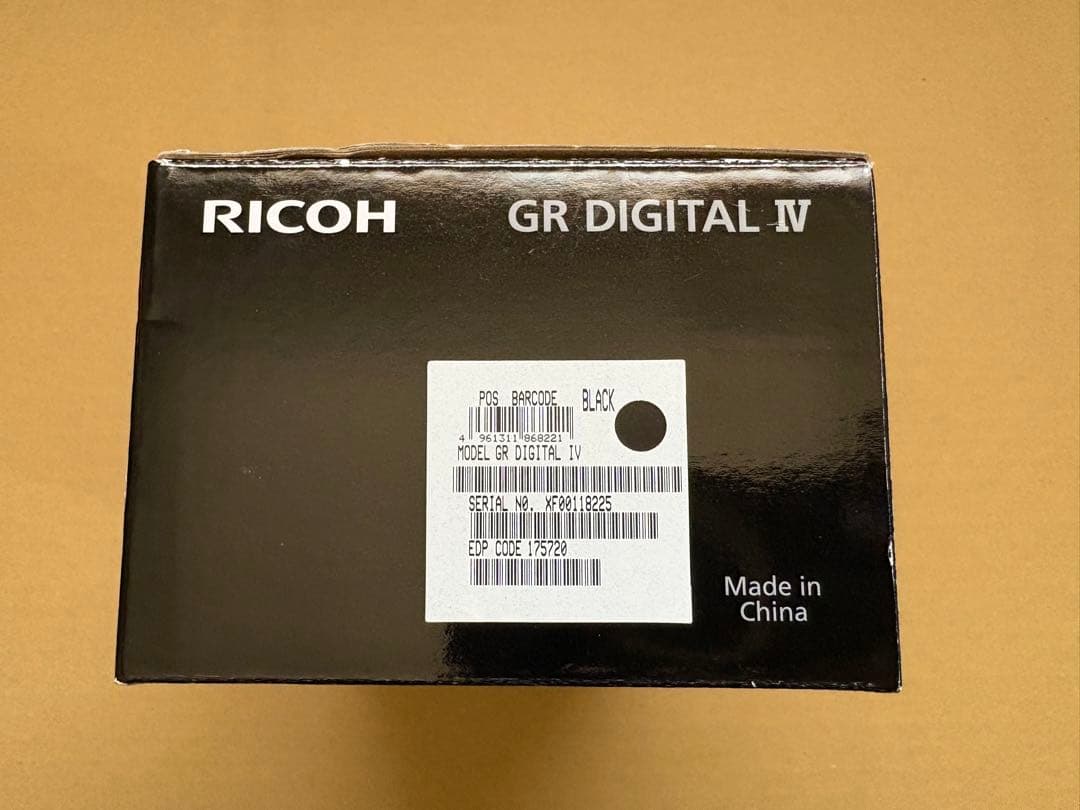 RICOH GR DIGITAL IV
POS BARCODE BLACK
4 961311 868221
MODEL GR DIGITAL IV
SERIAL NO. XF00118225
EDP CODE 175720
Made in
China